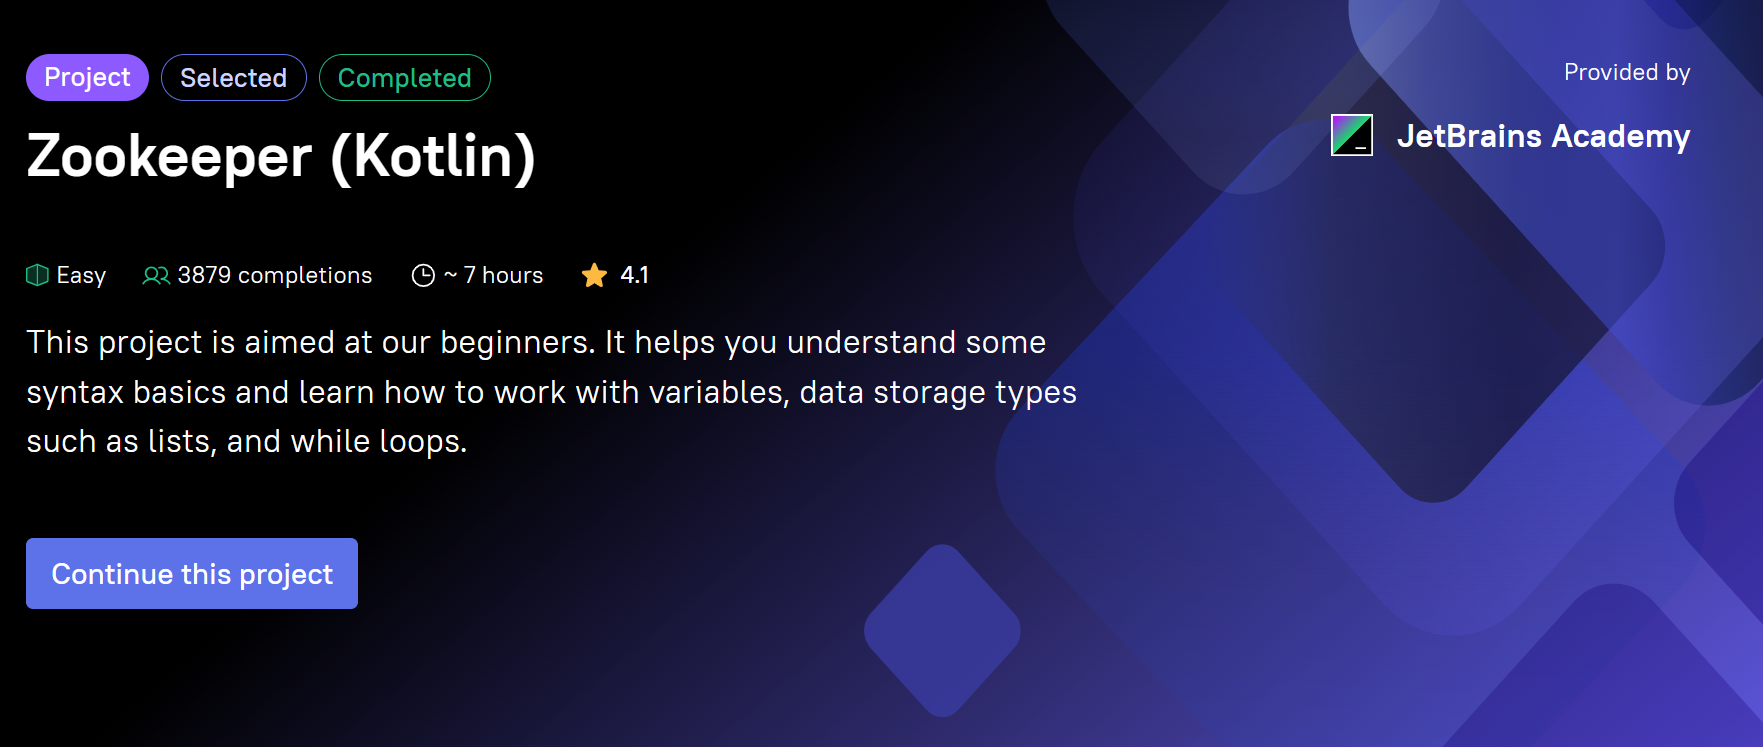 Project Selected Completed
Provided by
JetBrains Academy
Zookeeper (Kotlin)
Easy 3879 completions ~ 7 hours 4.1
This project is aimed at our beginners. It helps you understand some
syntax basics and learn how to work with variables, data storage types
such as lists, and while loops.
Continue this project